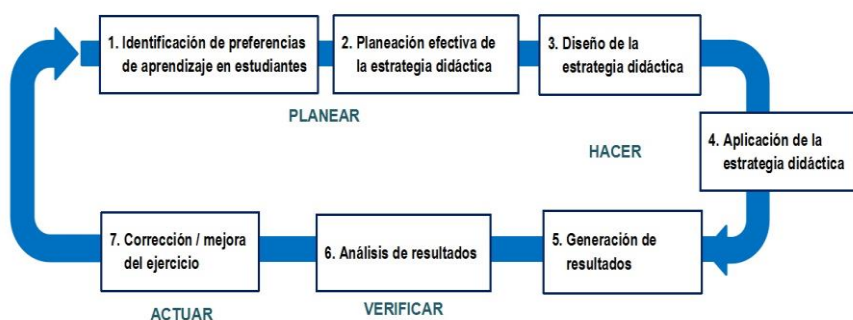 1. Identificación de preferencias
de aprendizaje en estudiantes
2. Planeación efectiva de
la estrategia didáctica
3. Diseño de la
estrategia didáctica
PLANEAR
HACER
4. Aplicación de la
estrategia didáctica
5. Generación de
resultados
6. Análisis de resultados
7. Corrección / mejora
del ejercicio
VERIFICAR
ACTUAR